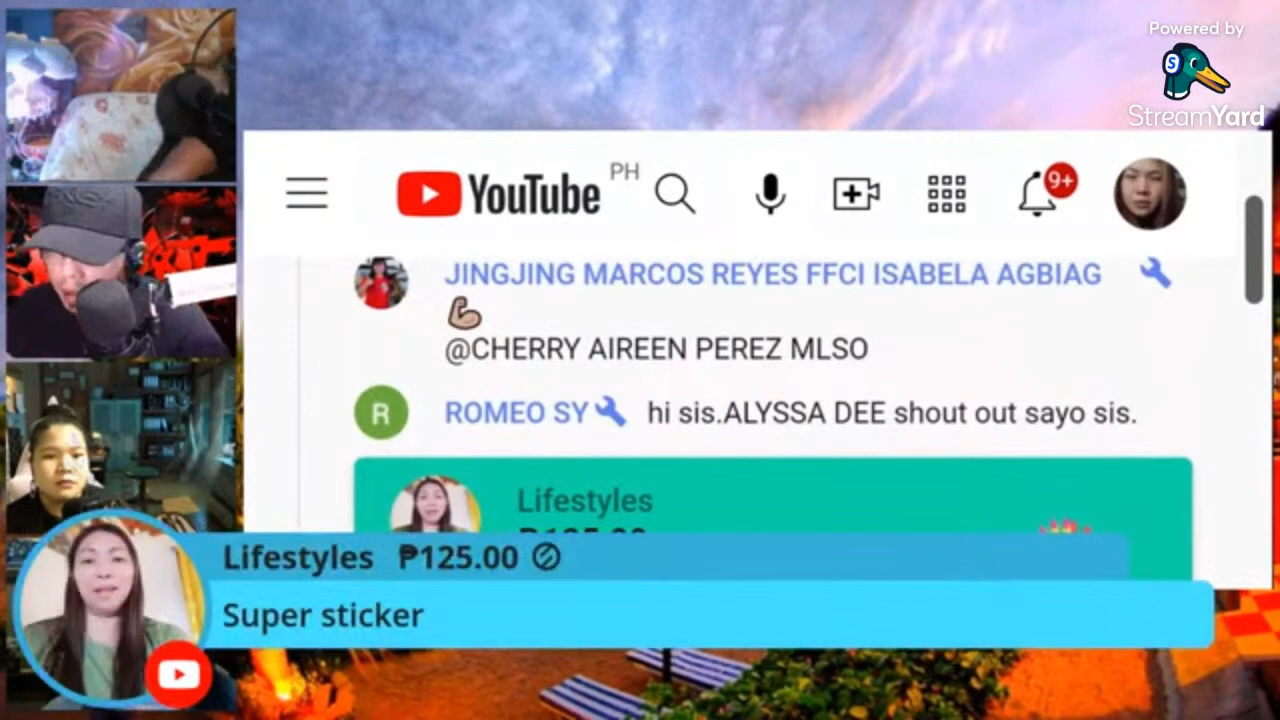 Powered by
StreamYard
YouTube PH
9+
JINGJING MARCOS REYES FFCI ISABELA AGBIAG
@CHERRY AIREEN PEREZ MLSO
R
ROMEO SY hi sis.ALYSSA DEE shout out sayo sis.
Lifestyles
Lifestyles ₱125.00
Super sticker